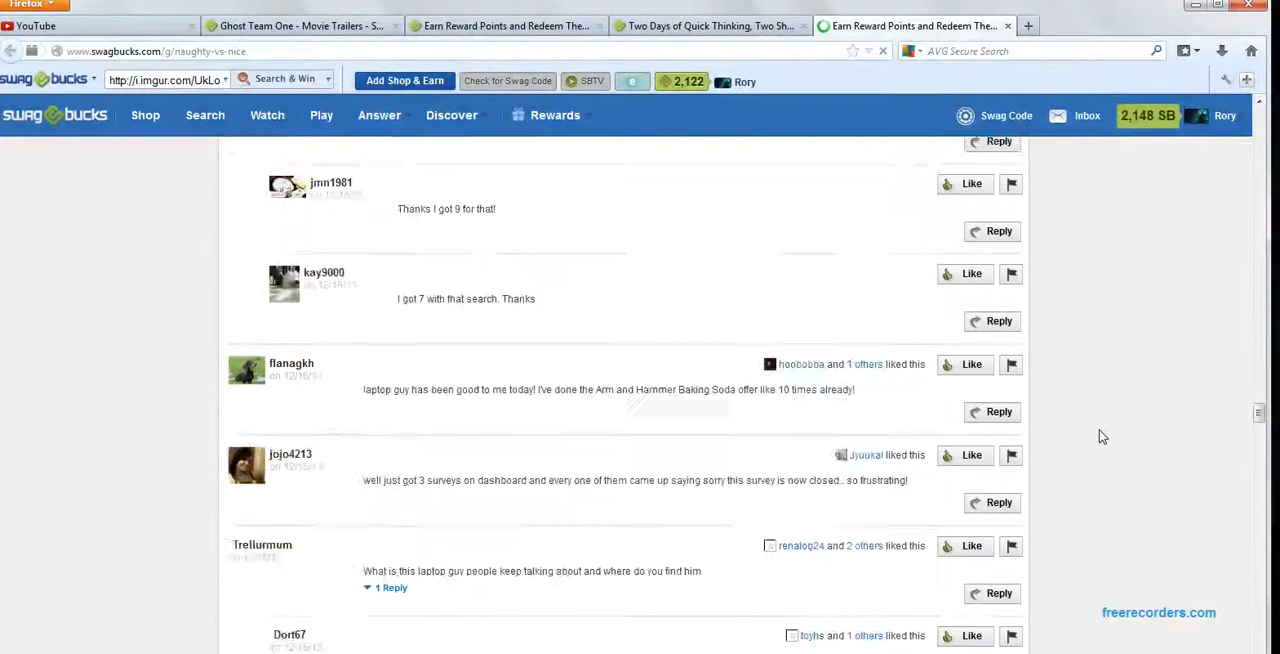 Firefox
YouTube
Ghost Team One - Movie Trailers - S...
Earn Reward Points and Redeem The...
Two Days of Quick Thinking, Two Sh...
Earn Reward Points and Redeem The...
www.swagbucks.com/g/naughty-vs-nice
AVG Secure Search
swagbucks
http://i.imgur.com/UkLo
Search & Win
Add Shop & Earn
Check for Swag Code
SBTV
2,122
Rory
swagbucks
Shop
Search
Watch
Play
Answer
Discover
Rewards
Swag Code
Inbox
2,148 SB
Rory
Reply
jmn1981
Like
Thanks I got 9 for that!
Reply
kay9000
Like
I got 7 with that search. Thanks
Reply
flanagkh
hoobobba and 1 others liked this
Like
laptop guy has been good to me today! I've done the Arm and Hammer Baking Soda offer like 10 times already!
Reply
jojo4213
Jyuukal liked this
Like
well just got 3 surveys on dashboard and every one of them came up saying sorry this survey is now closed.. so frustrating!
Reply
Trellurmum
renalog24 and 2 others liked this
Like
What is this laptop guy people keep talking about and where do you find him
1 Reply
Reply
freerecorders.com
Dort67
toyhs and 1 others liked this
Like